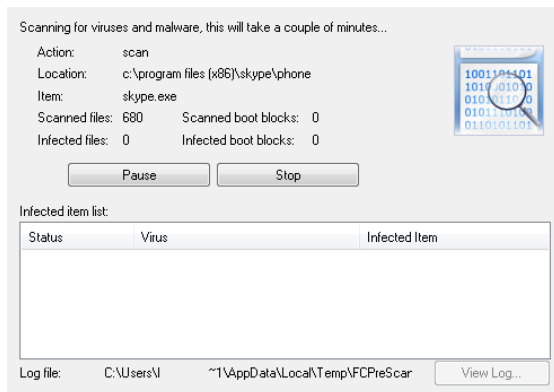 Scanning for viruses and malware, this will take a couple of minutes...
Action: scan
Location: c:\program files (x86)\skype\phone
Item: skype.exe
Scanned files: 680 Scanned boot blocks: 0
Infected files: 0 Infected boot blocks: 0
1001101101
Pause Stop
Infected item list:
Status Virus Infected Item
Log file: C:\Users\I ~1\AppData\Local\Temp\FCPreScar View Log...